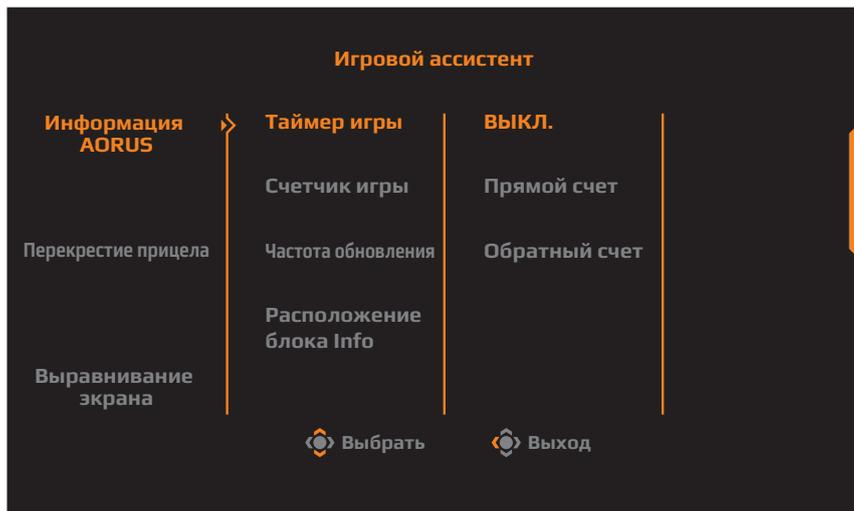 Игровой ассистент
Информация
AORUS
Таймер игры
ВЫКЛ.
Счетчик игры
Прямой счет
Перекрестие прицела
Частота обновления
Обратный счет
Расположение
блока Info
Выравнивание
экрана
Выбрать
Выход